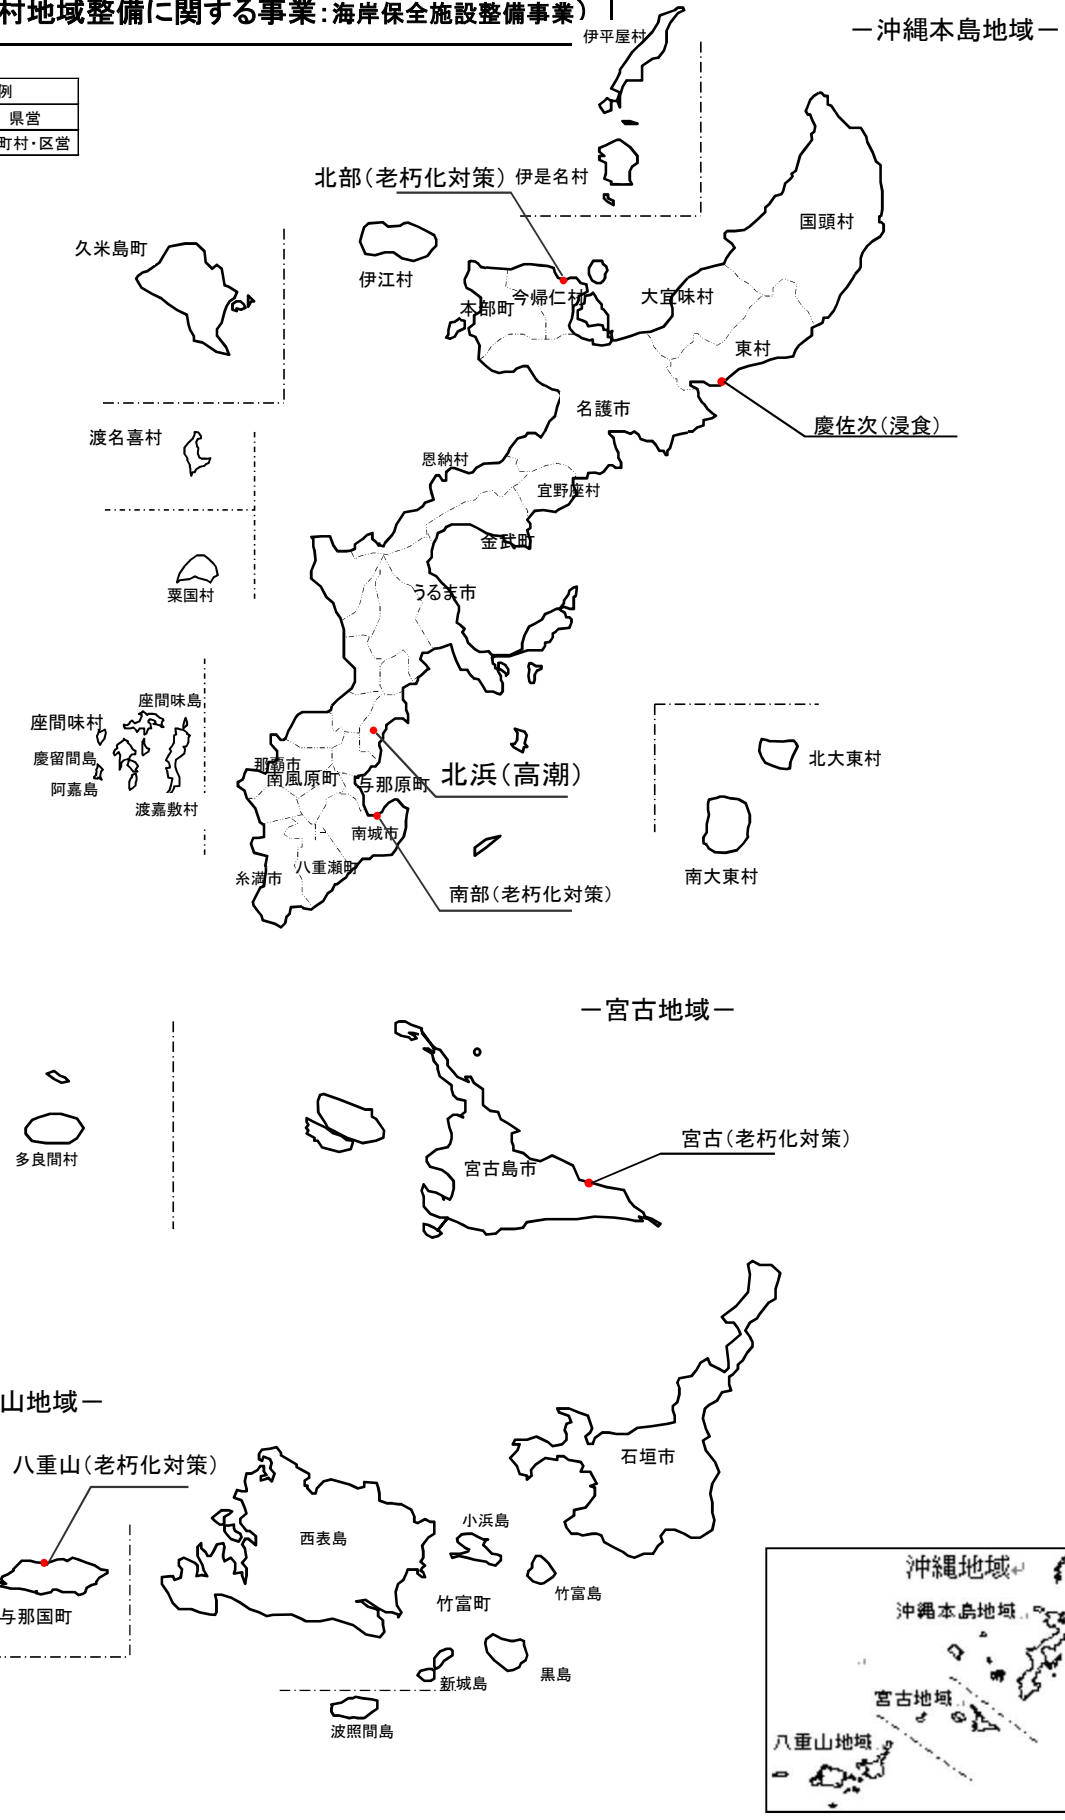 村地域整備に関する事業：海岸保全施設整備事業）
－沖縄本島地域－
例
県営
町村・区営
伊平屋村
伊是名村
北部（老朽化対策）
国頭村
久米島町
伊江村
今帰仁村
本部町
大宜味村
東村
名護市
慶佐次（浸食）
渡名喜村
恩納村
宜野座村
金武町
粟国村
うるま市
座間味島
座間味村
慶留間島
阿嘉島
渡嘉敷村
那覇市
南風原町
与那原町
北浜（高潮）
北大東村
南城市
八重瀬町
糸満市
南部（老朽化対策）
南大東村
－宮古地域－
多良間村
宮古島市
宮古（老朽化対策）
山地域－
八重山（老朽化対策）
石垣市
西表島
小浜島
竹富島
竹富町
与那国町
新城島
黒島
波照間島
沖縄地域
沖縄本島地域
宮古地域
八重山地域